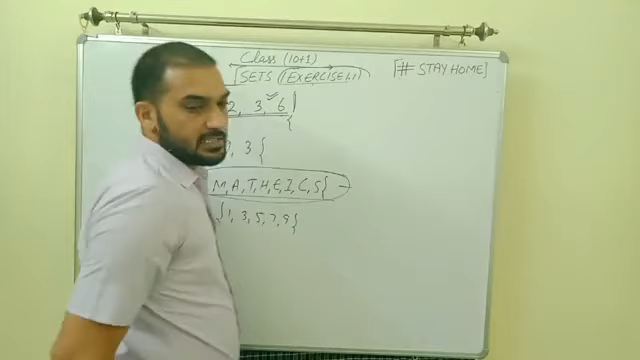 Class (10+1)
SETS (EXERCISE 1.1)
[# STAY HOME]
2, 3, 6}
, 3 {
M, A, T, H, E, I, C, S}
{1, 3, 5, 7, 9}